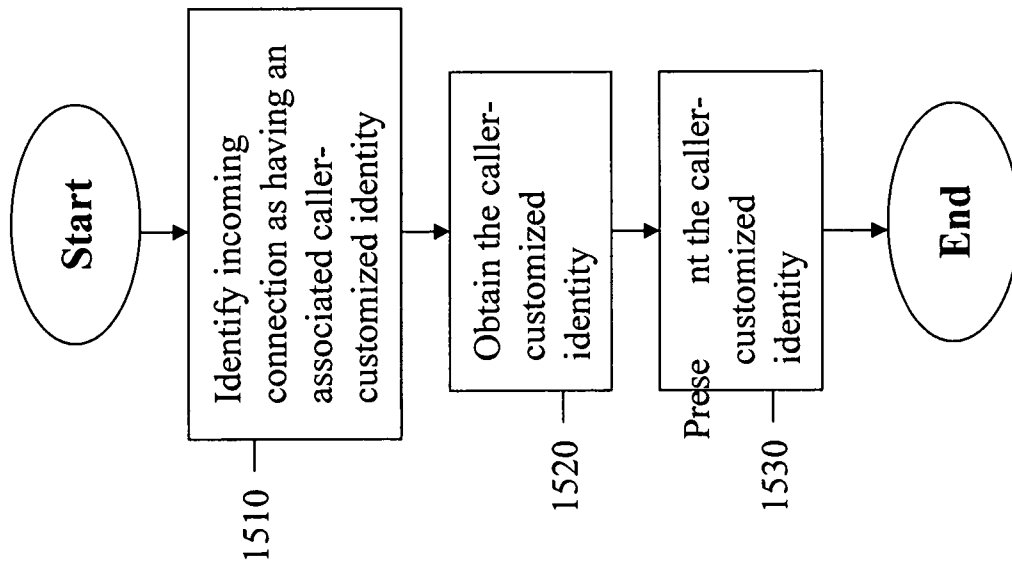 Start
Identify incoming
connection as having an
associated caller-
customized identity
1510
Obtain the caller-
customized
identity
1520
Prese nt the caller-
customized
identity
1530
End